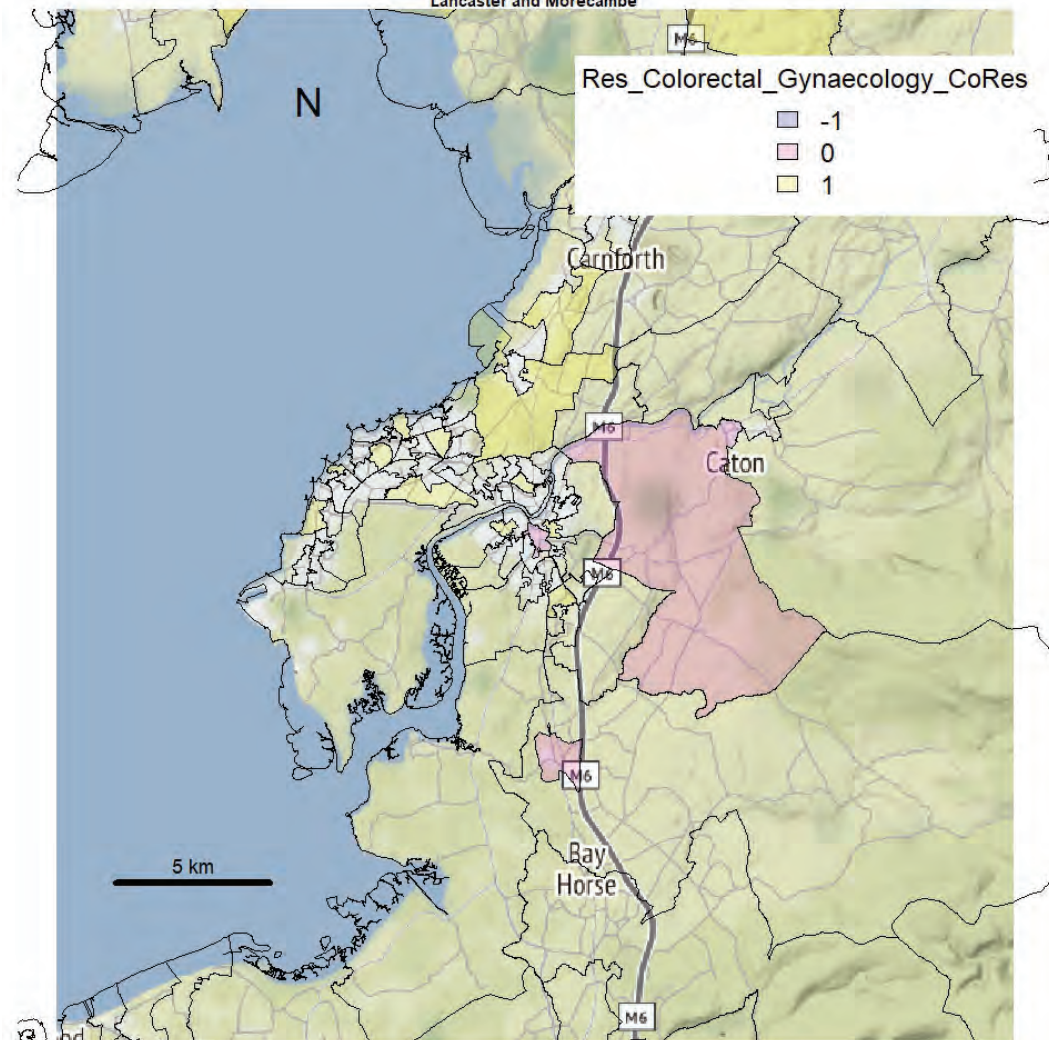 Lancaster and Morecambe
M6
N
Res_Colorectal_Gynaecology_CoRes
-1
0
1
Carnforth
M6
Caton
M6
M6
Bay
Horse
5 km
M6